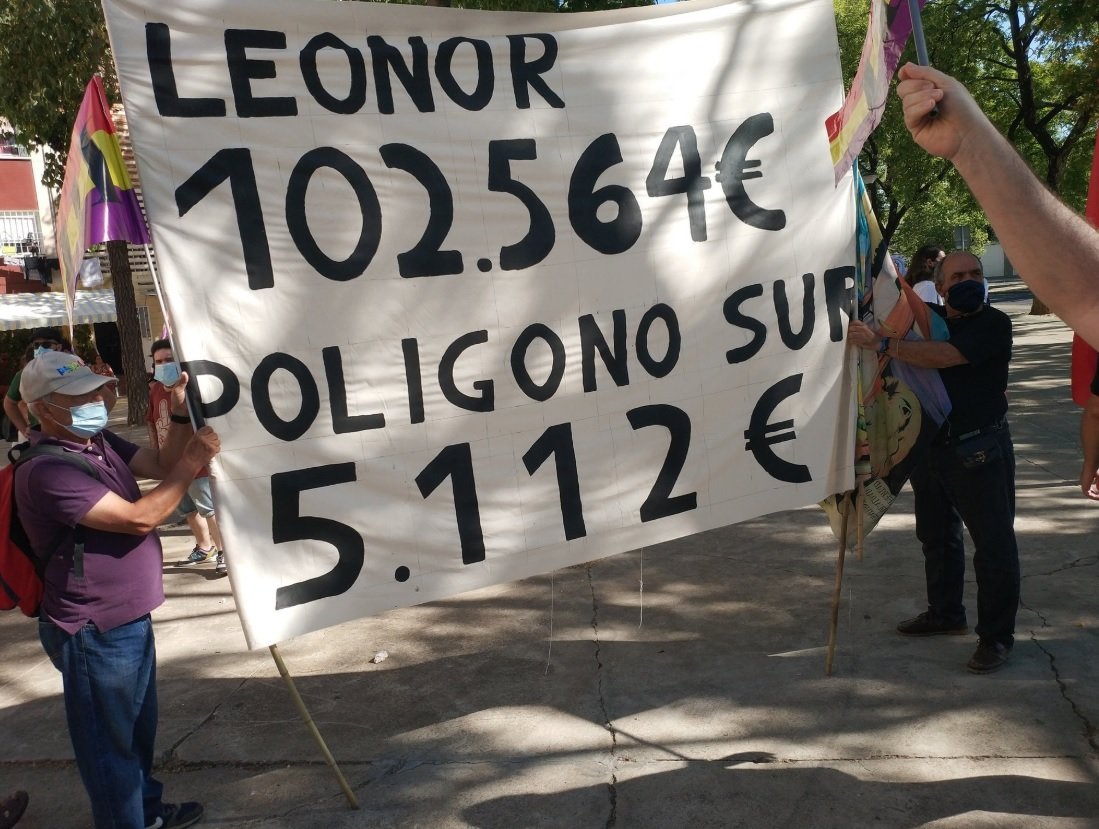 LEONOR
102.564€
POLIGONO SUR
5.112 €